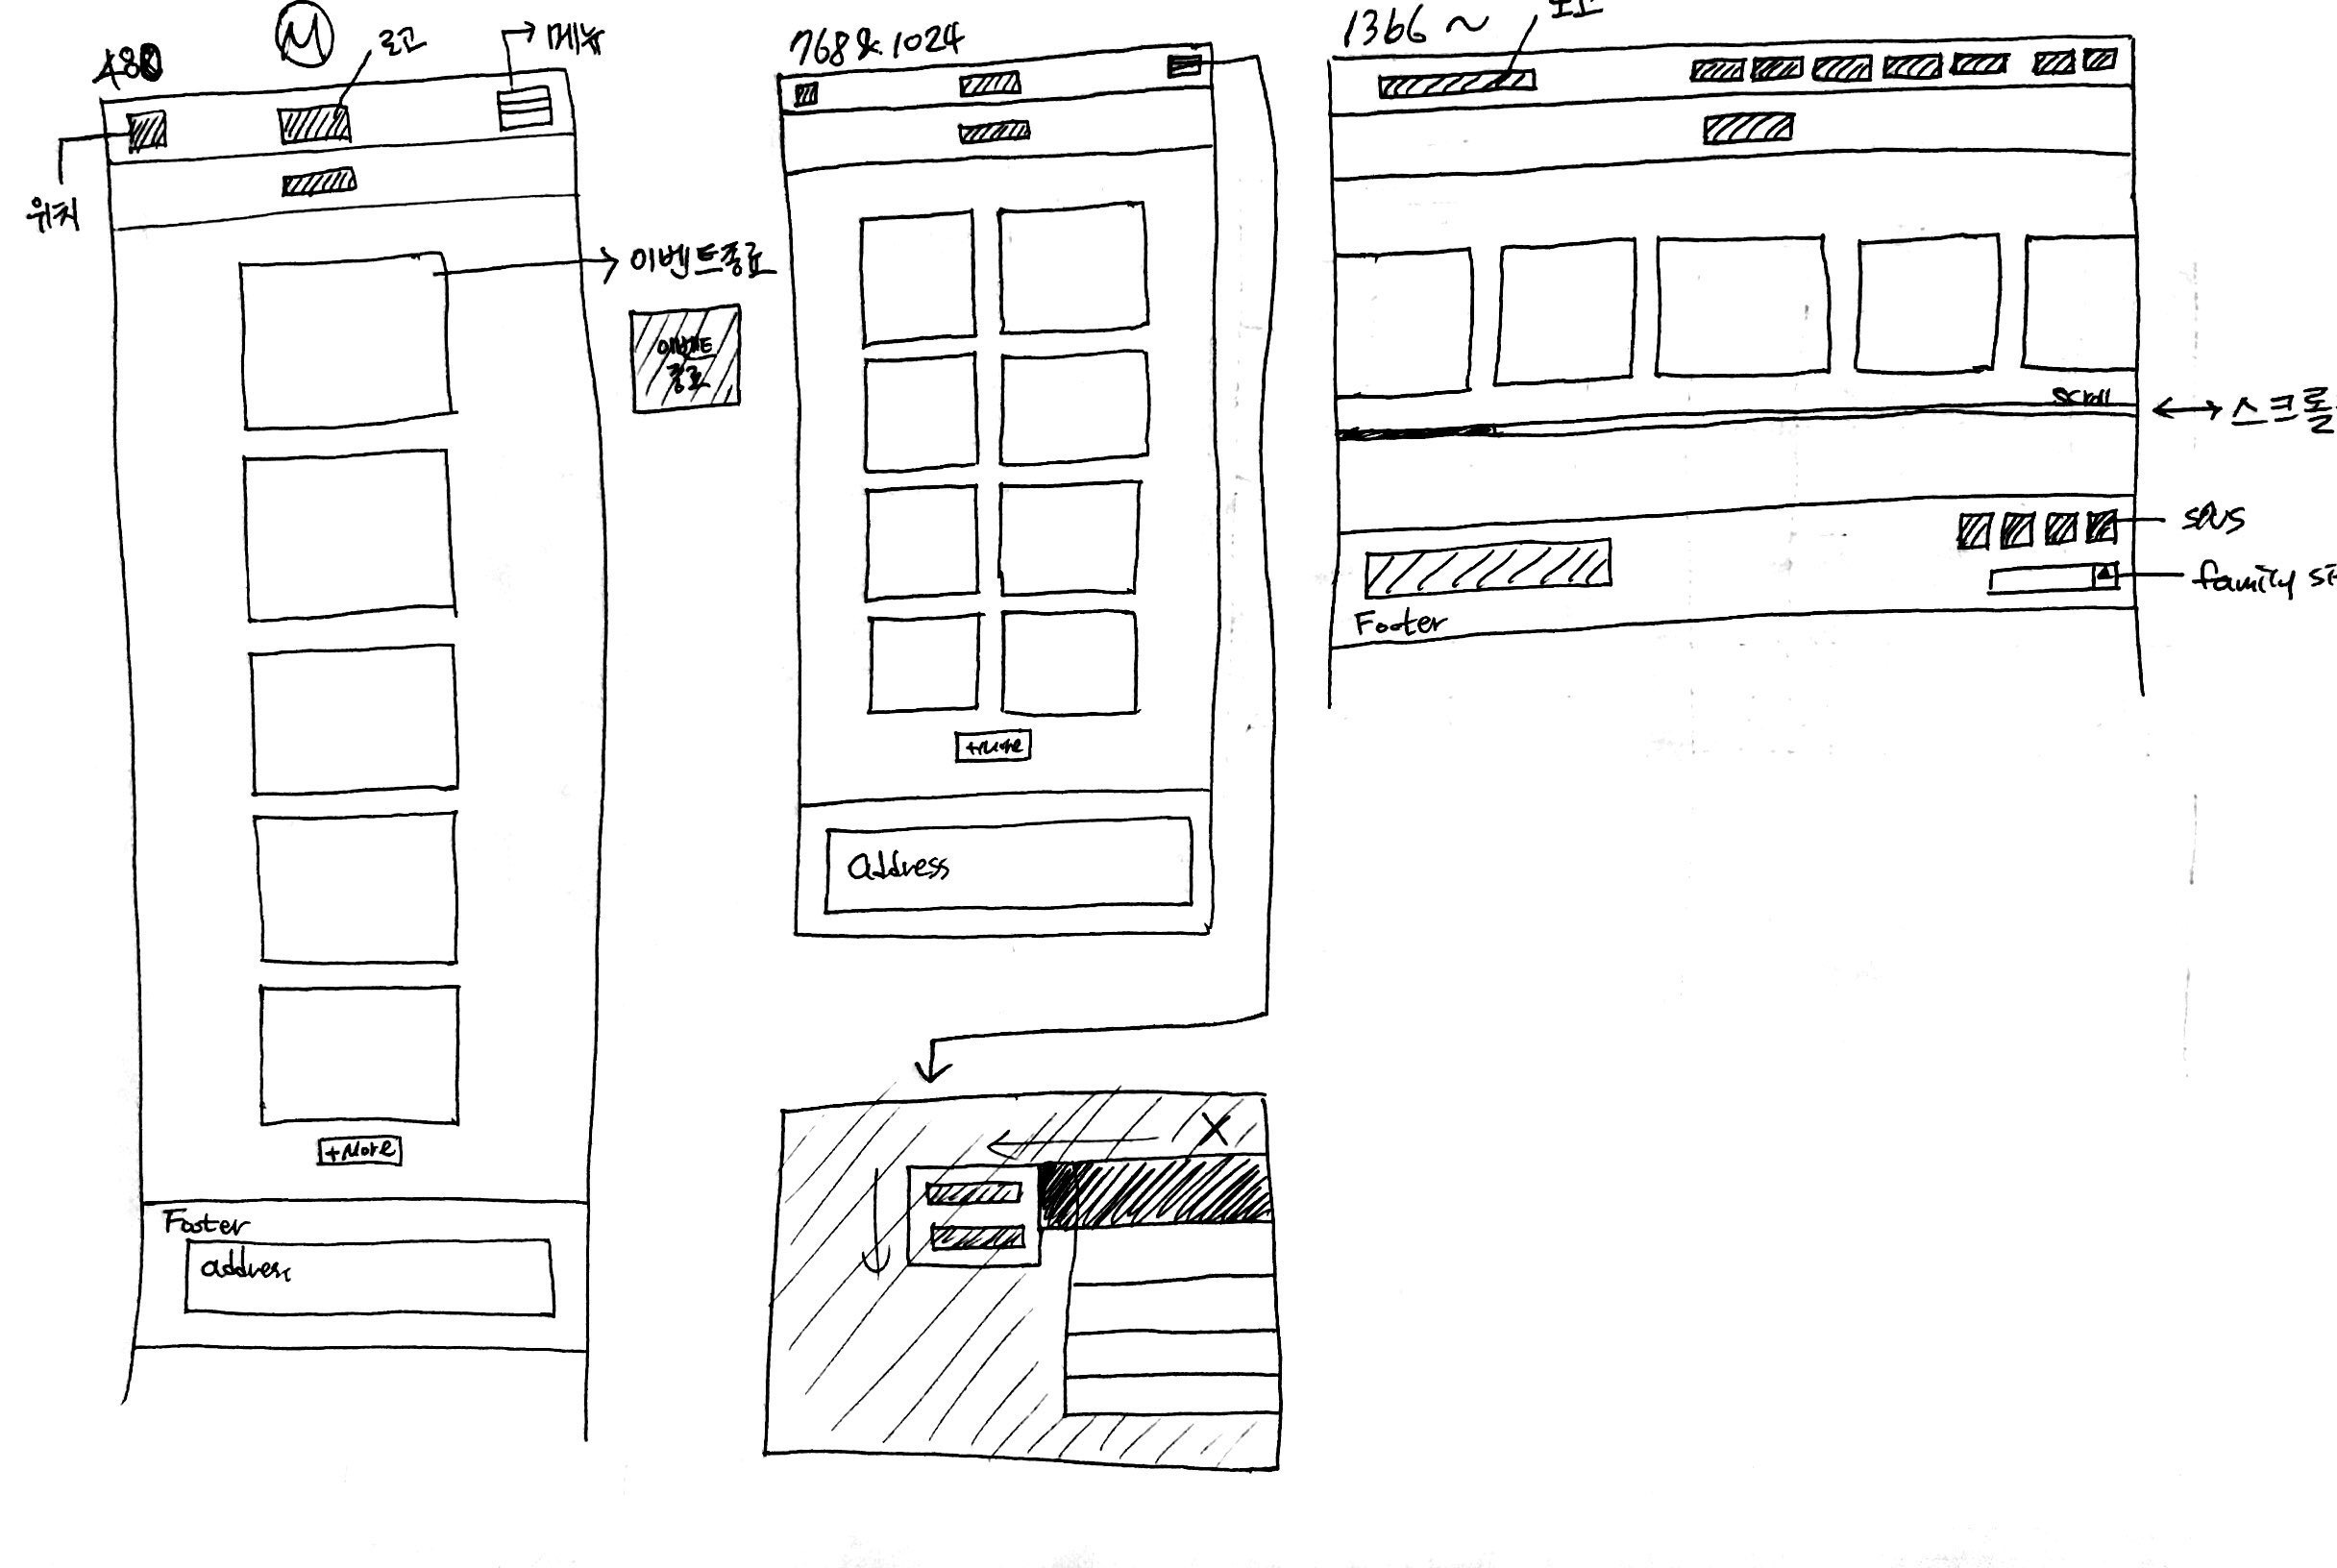 480
M
로고
메뉴
위치
이벤트종료
이벤트
종료
+More
Footer
address
768 & 1024
+More
address
X
1366 ~
로고
scroll
스크롤
SNS
family si
Footer